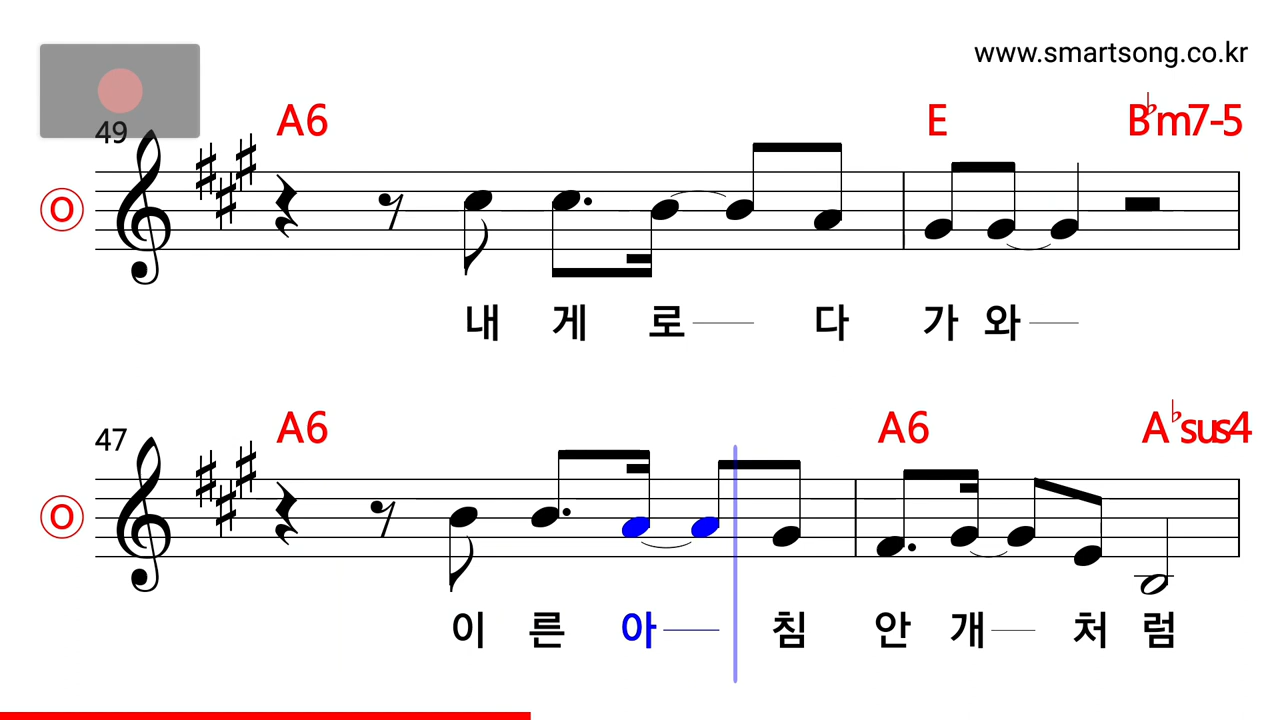 www.smartsong.co.kr
49 A6 E B♭m7-5
O
내 게 로 다 가 와
47 A6 A6 A♭sus4
O
이 른 아 침 안 개 처 럼